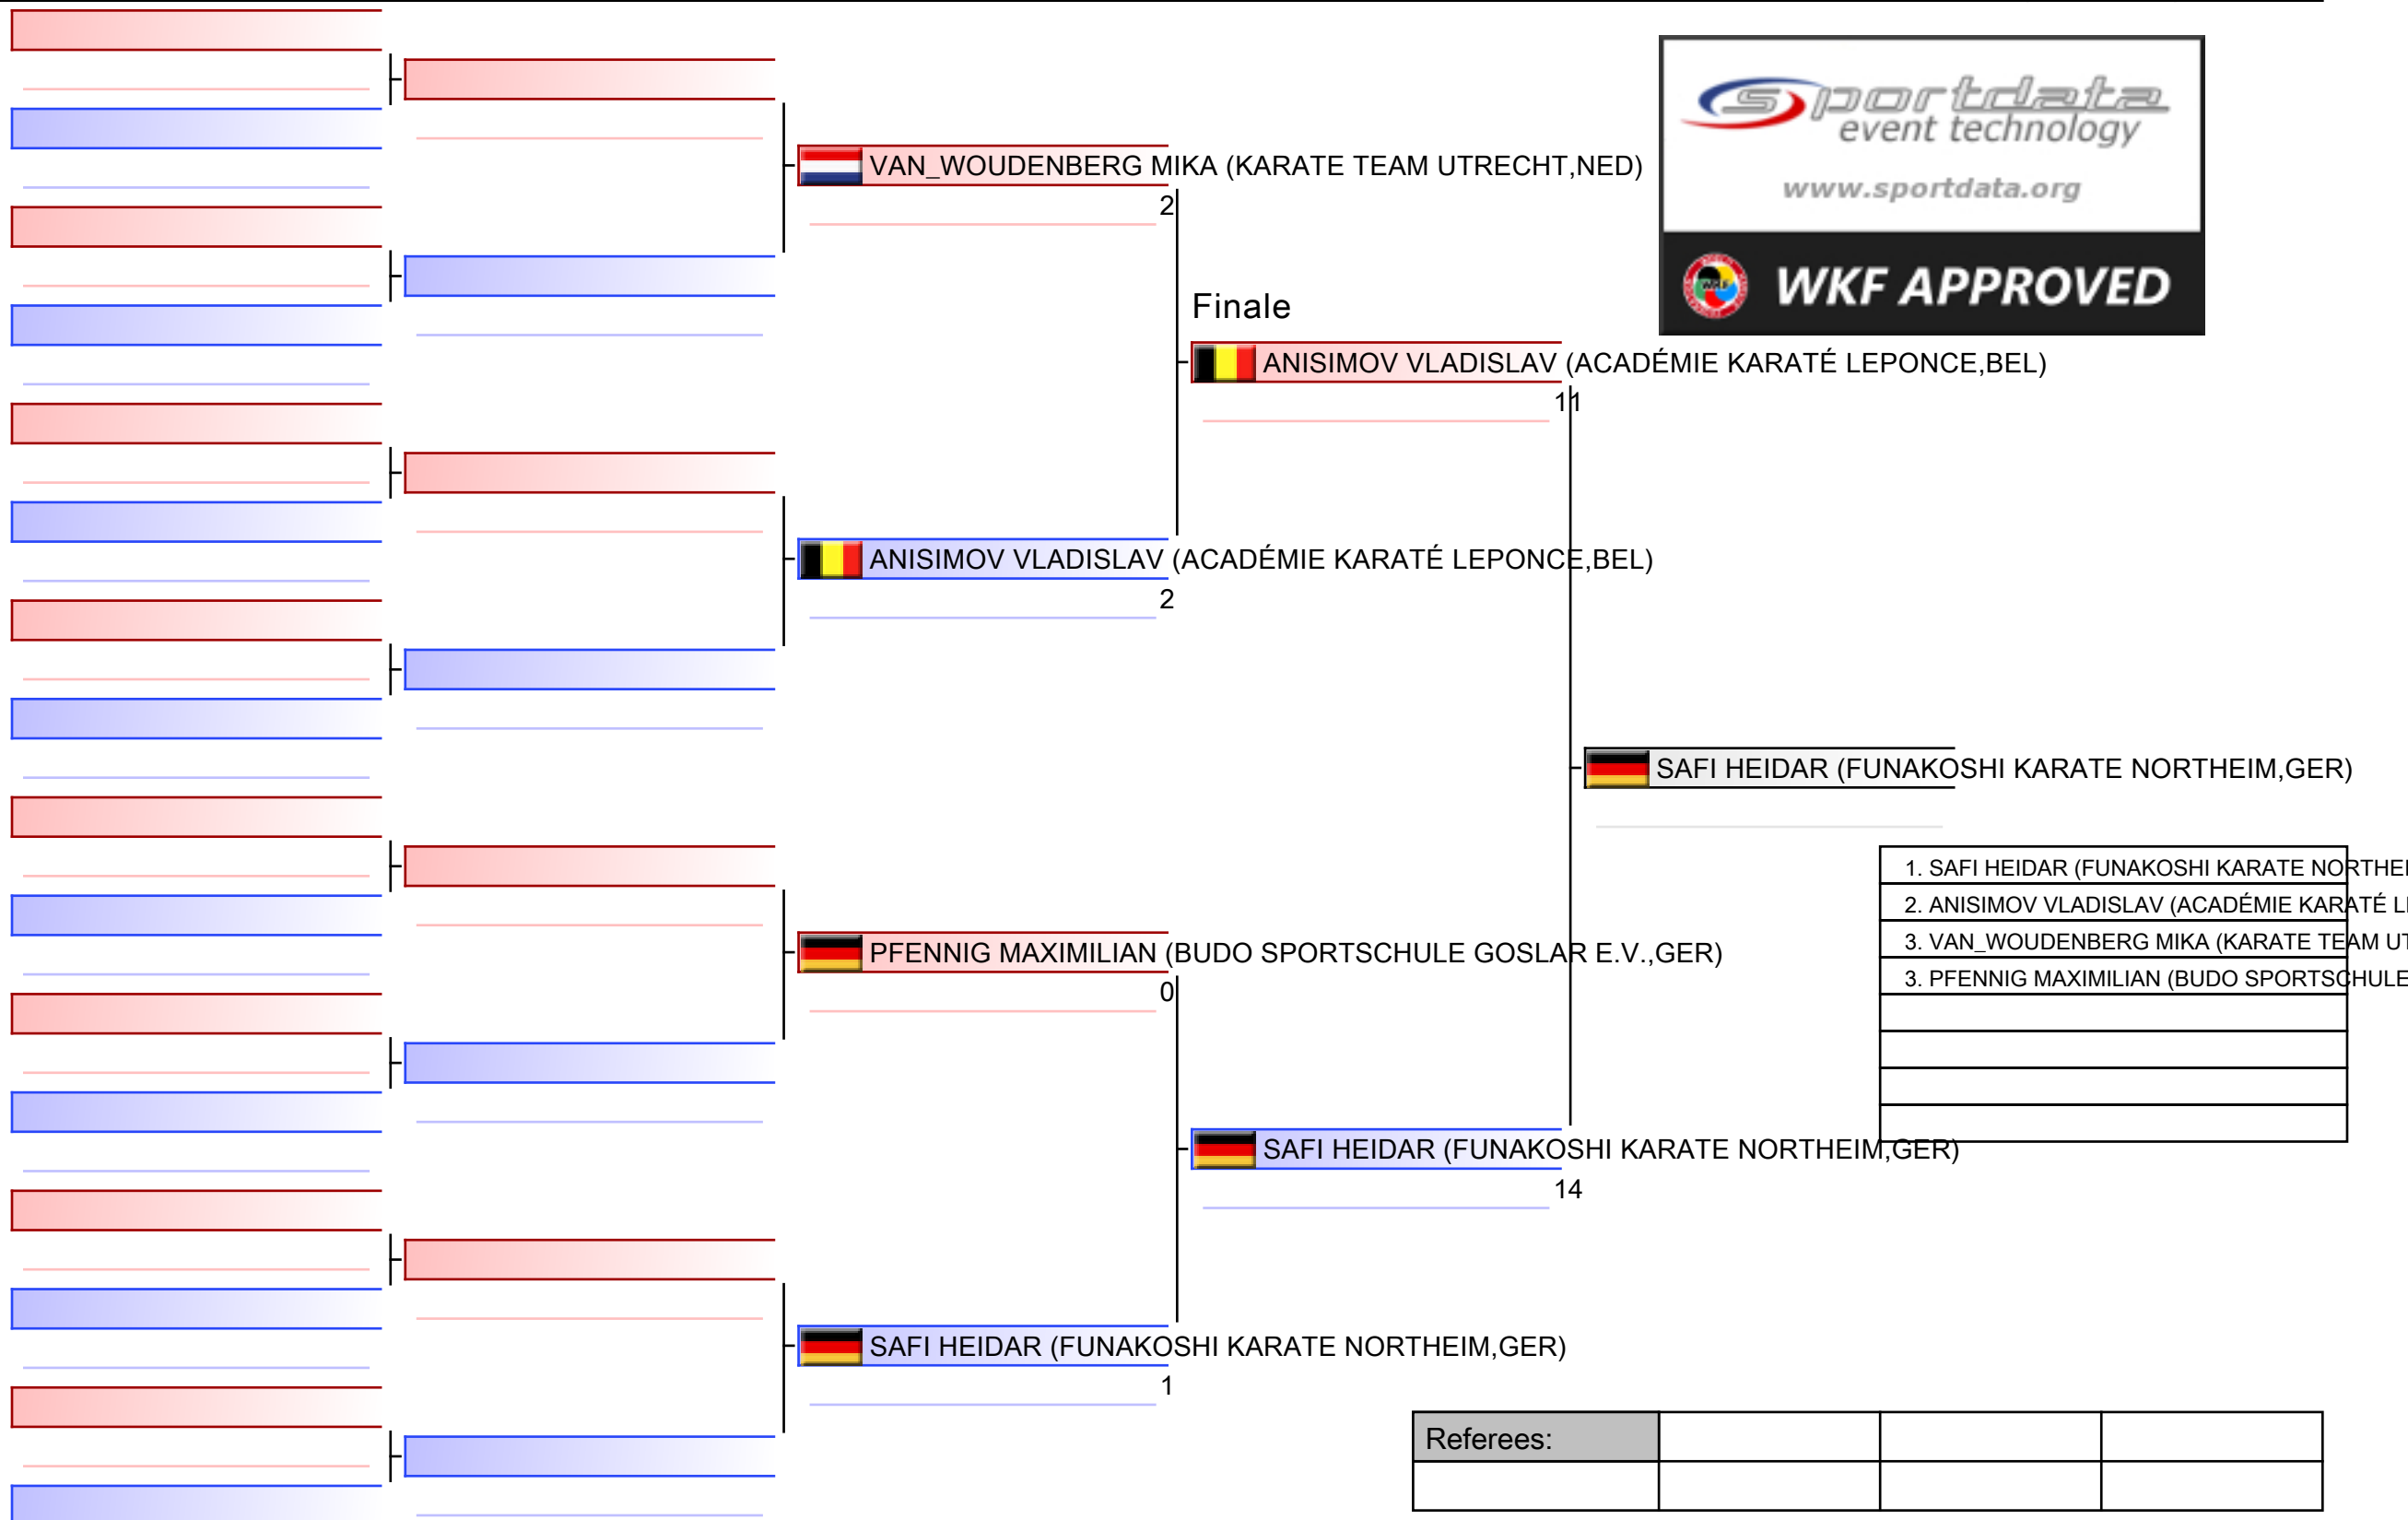 sportdata
event technology
www.sportdata.org
WKF
WKF APPROVED
VAN_WOUDENBERG MIKA (KARATE TEAM UTRECHT,NED)
2
Finale
ANISIMOV VLADISLAV (ACADÉMIE KARATÉ LEPONCE,BEL)
11
ANISIMOV VLADISLAV (ACADÉMIE KARATÉ LEPONCE,BEL)
2
SAFI HEIDAR (FUNAKOSHI KARATE NORTHEIM,GER)
1. SAFI HEIDAR (FUNAKOSHI KARATE NORTHEI
2. ANISIMOV VLADISLAV (ACADÉMIE KARATÉ L
3. VAN_WOUDENBERG MIKA (KARATE TEAM UT
3. PFENNIG MAXIMILIAN (BUDO SPORTSCHULE
PFENNIG MAXIMILIAN (BUDO SPORTSCHULE GOSLAR E.V.,GER)
0
SAFI HEIDAR (FUNAKOSHI KARATE NORTHEIM,GER)
14
SAFI HEIDAR (FUNAKOSHI KARATE NORTHEIM,GER)
1
Referees: